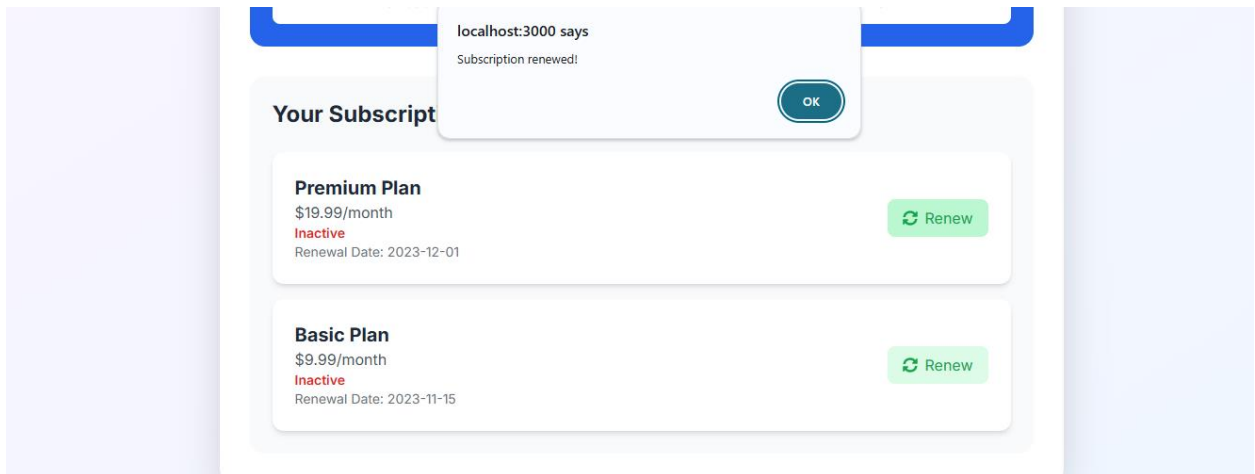 localhost:3000 says
Subscription renewed!
OK
Your Subscript
Premium Plan
$19.99/month
Inactive
Renewal Date: 2023-12-01
Renew
Basic Plan
$9.99/month
Inactive
Renewal Date: 2023-11-15
Renew